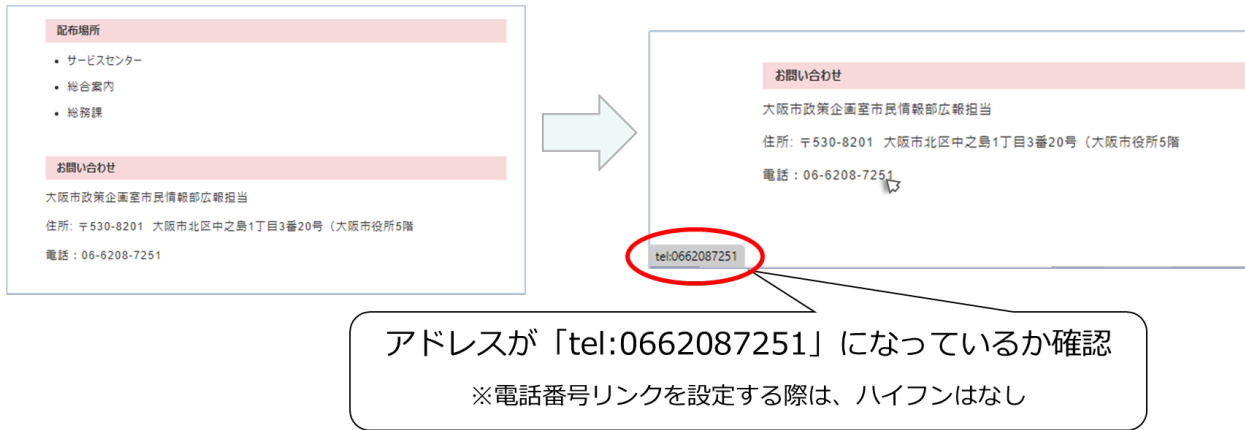 配布場所
• サービスセンター
• 総合案内
• 総務課
お問い合わせ
大阪市政策企画室市民情報部広報担当
住所: 〒530-8201 大阪市北区中之島1丁目3番20号（大阪市役所5階
電話：06-6208-7251
お問い合わせ
大阪市政策企画室市民情報部広報担当
住所: 〒530-8201 大阪市北区中之島1丁目3番20号（大阪市役所5階
電話：06-6208-7251
tel:0662087251
アドレスが「tel:0662087251」になっているか確認
※電話番号リンクを設定する際は、ハイフンはなし